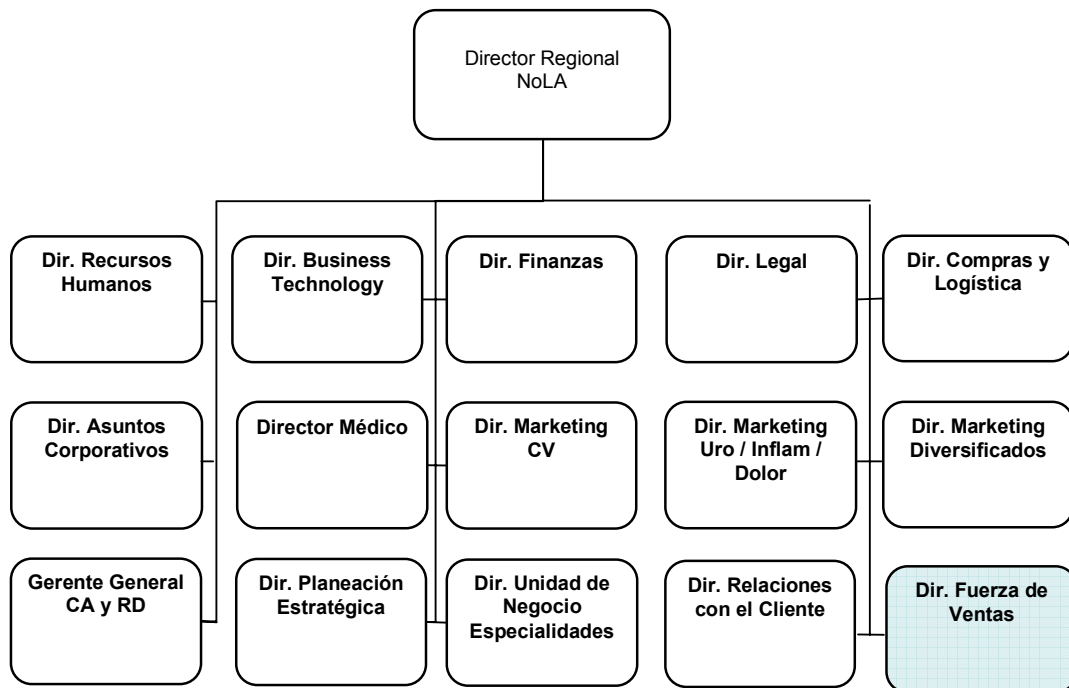 Director Regional
NoLA
Dir. Recursos
Humanos
Dir. Business
Technology
Dir. Finanzas
Dir. Legal
Dir. Compras y
Logística
Dir. Asuntos
Corporativos
Director Médico
Dir. Marketing
CV
Dir. Marketing
Uro / Inflam /
Dolor
Dir. Marketing
Diversificados
Gerente General
CA y RD
Dir. Planeación
Estratégica
Dir. Unidad de
Negocio
Especialidades
Dir. Relaciones
con el Cliente
Dir. Fuerza de
Ventas